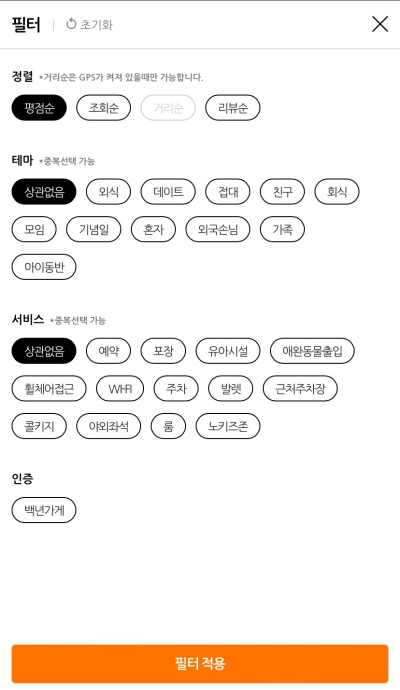 필터 | 초기화
정렬 *거리순은 GPS가 켜져 있을때만 가능합니다.
평점순 조회순 거리순 리뷰순
테마 *중복선택 가능
상관없음 외식 데이트 접대 친구 회식
모임 기념일 혼자 외국손님 가족
아이동반
서비스 *중복선택 가능
상관없음 예약 포장 유아시설 애완동물출입
휠체어접근 WI-FI 주차 발렛 근처주차장
콜키지 야외좌석 룸 노키즈존
인증
백년가게
필터 적용